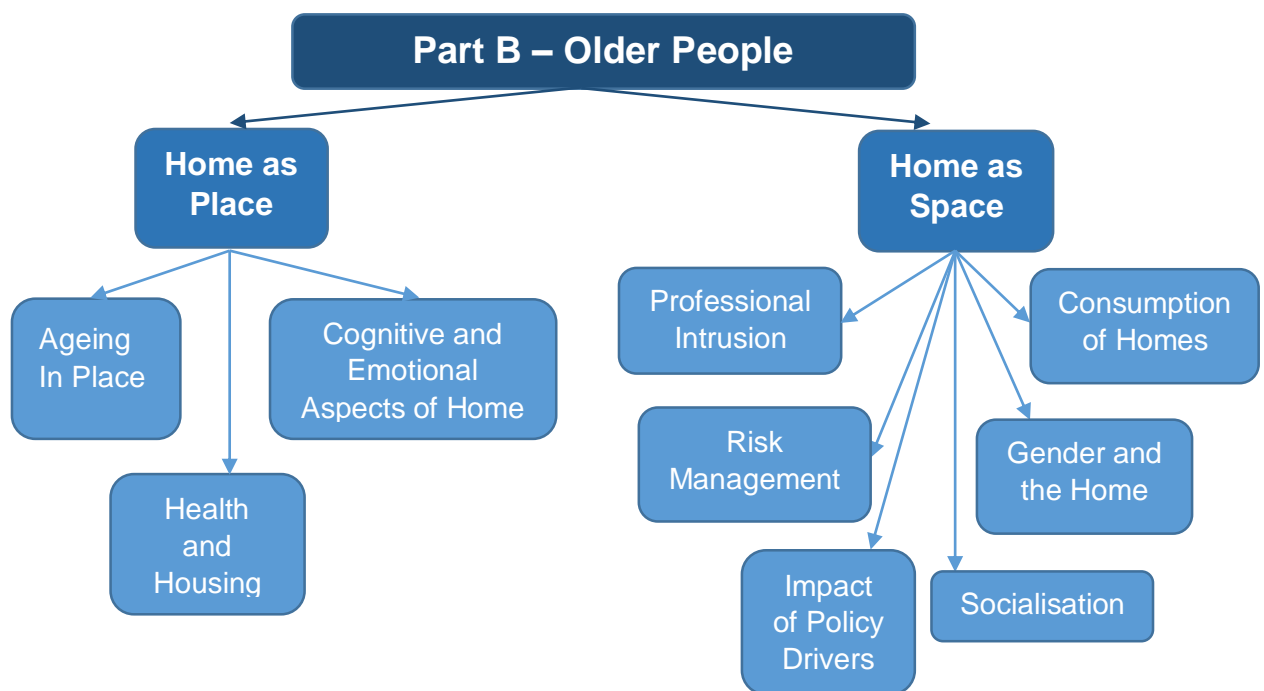 Part B – Older People
Home as
Place
Home as
Space
Ageing
In Place
Cognitive and
Emotional
Aspects of Home
Health
and
Housing
Professional
Intrusion
Consumption
of Homes
Risk
Management
Gender and
the Home
Impact
of Policy
Drivers
Socialisation